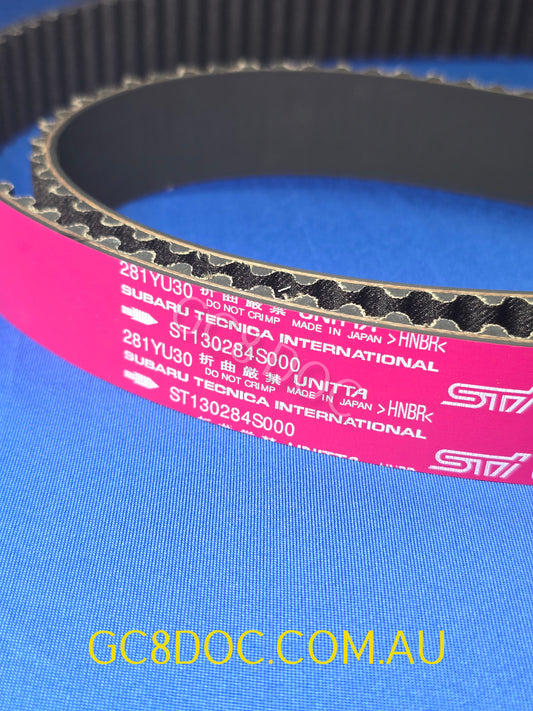 281YU30 折曲厳禁 UNITTA
DO NOT CRIMP MADE IN JAPAN >HNBR<
SUBARU TECNICA INTERNATIONAL
ST130284S000
STI
281YU30 折曲厳禁 UNITTA
DO NOT CRIMP MADE IN JAPAN >HNBR<
SUBARU TECNICA INTERNATIONAL
ST130284S000
STI
GC8DOC
GC8DOC.COM.AU